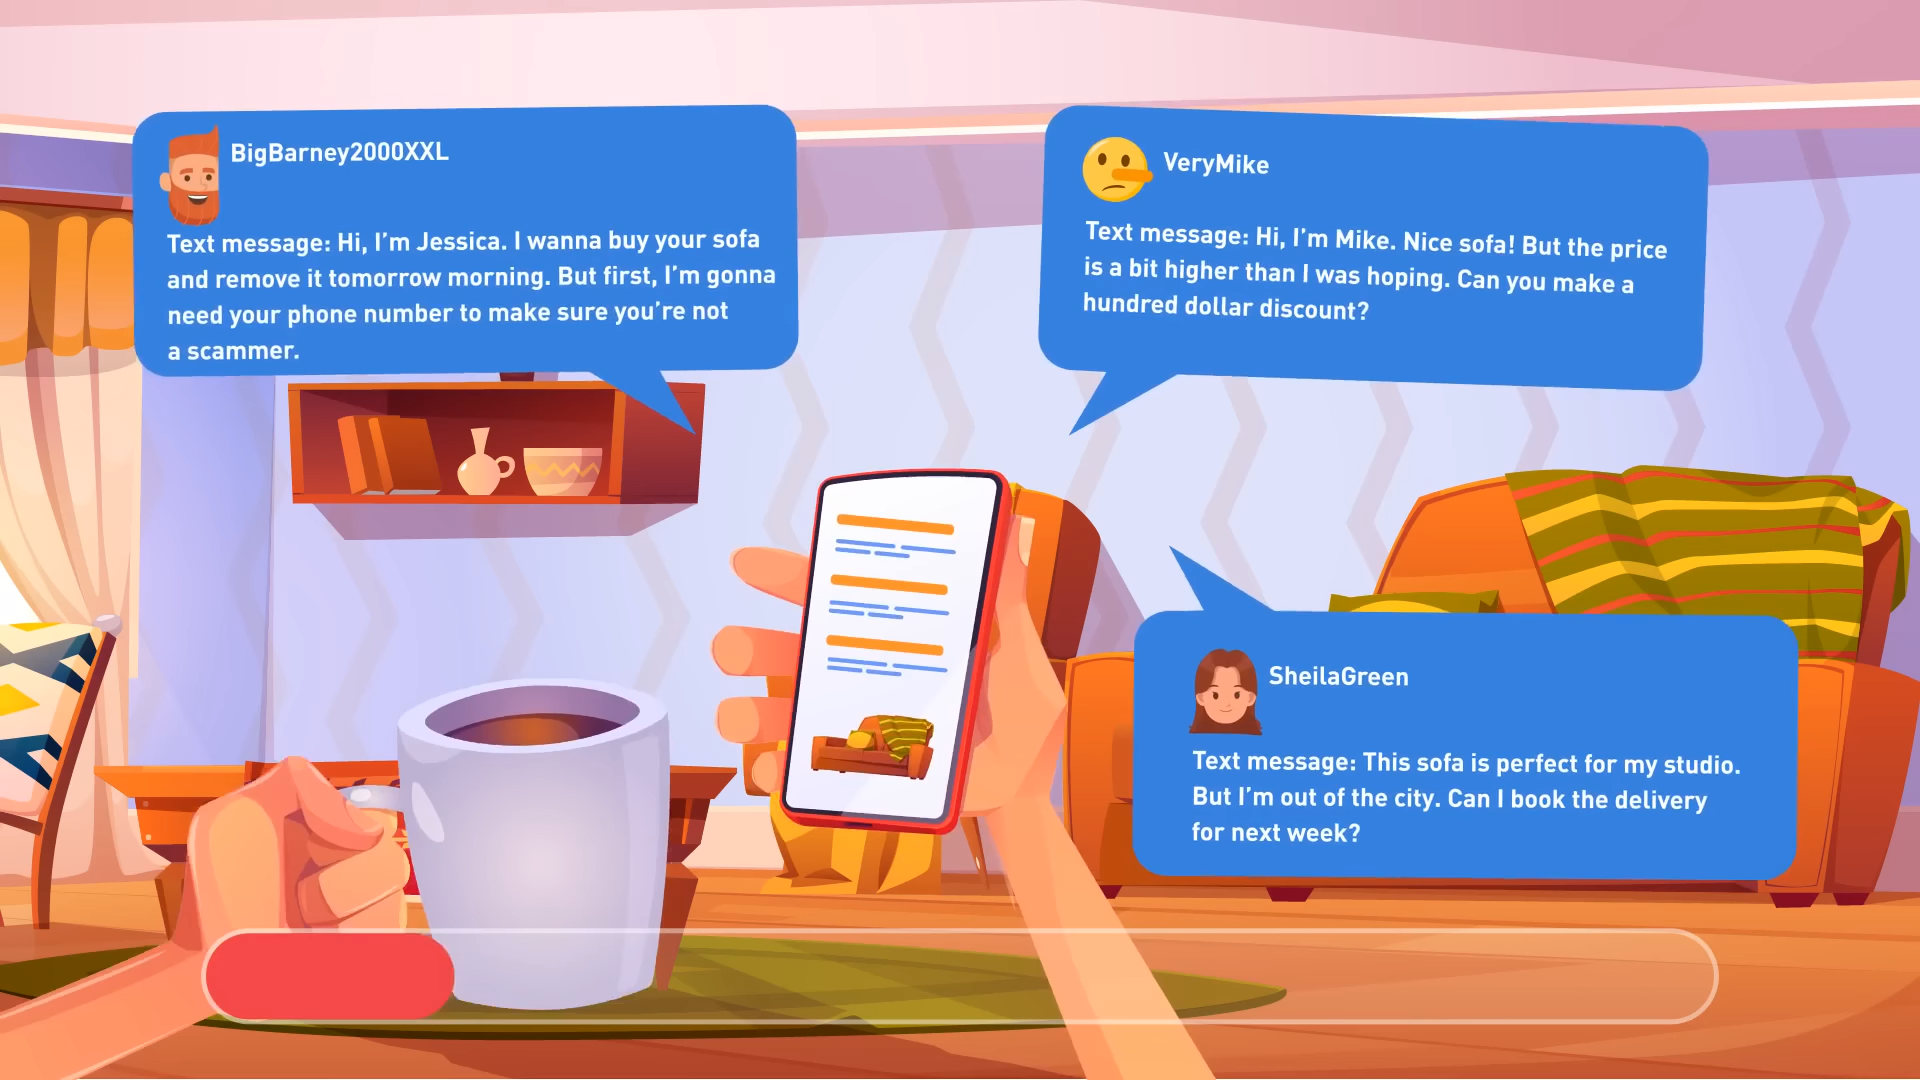 BigBarney2000XXL
Text message: Hi, I'm Jessica. I wanna buy your sofa
and remove it tomorrow morning. But first, I'm gonna
need your phone number to make sure you're not
a scammer.
VeryMike
Text message: Hi, I'm Mike. Nice sofa! But the price
is a bit higher than I was hoping. Can you make a
hundred dollar discount?
SheilaGreen
Text message: This sofa is perfect for my studio.
But I'm out of the city. Can I book the delivery
for next week?